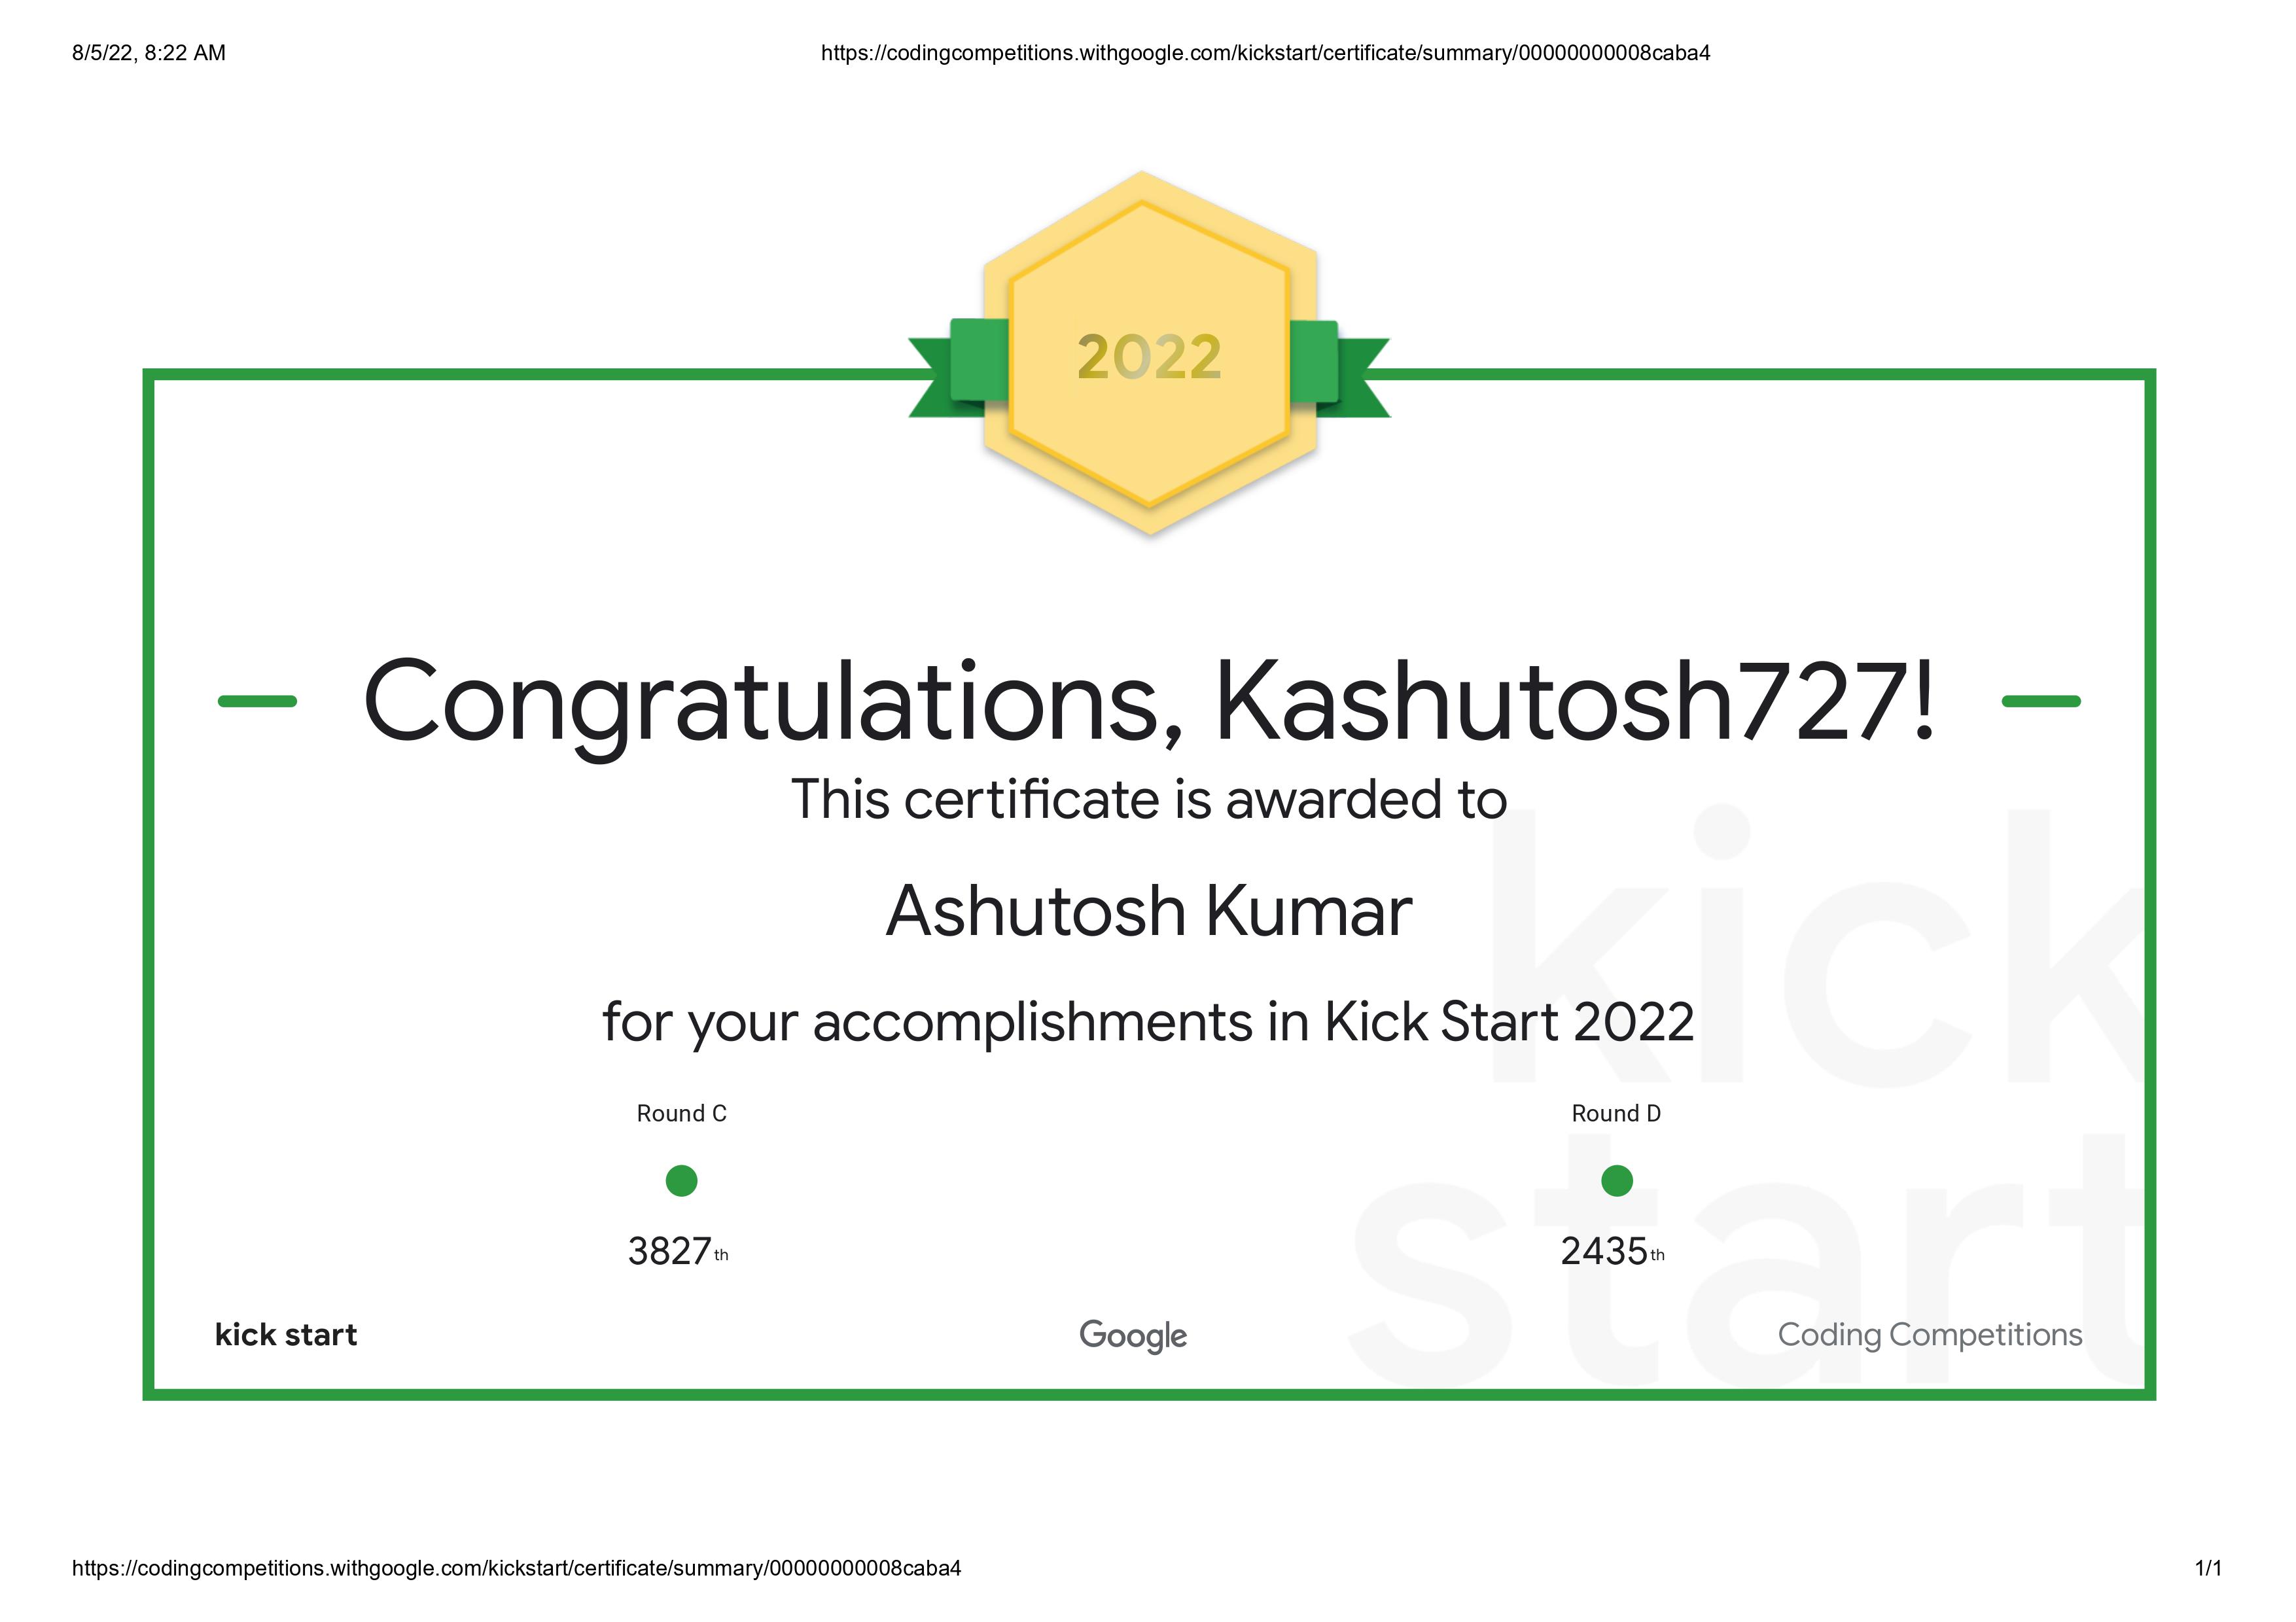 8/5/22, 8:22 AM
https://codingcompetitions.withgoogle.com/kickstart/certificate/summary/00000000008caba4
2022
Congratulations, Kashutosh727!
This certificate is awarded to
Ashutosh Kumar
for your accomplishments in Kick Start 2022
kick
start
Round C
Round D
3827th
2435th
kick start
Google
Coding Competitions
https://codingcompetitions.withgoogle.com/kickstart/certificate/summary/00000000008caba4
1/1